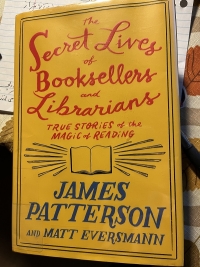 The
Secret Lives
of
Booksellers
and
Librarians
TRUE STORIES of the
MAGIC of READING
JAMES
PATTERSON
AND MATT EVERSMANN